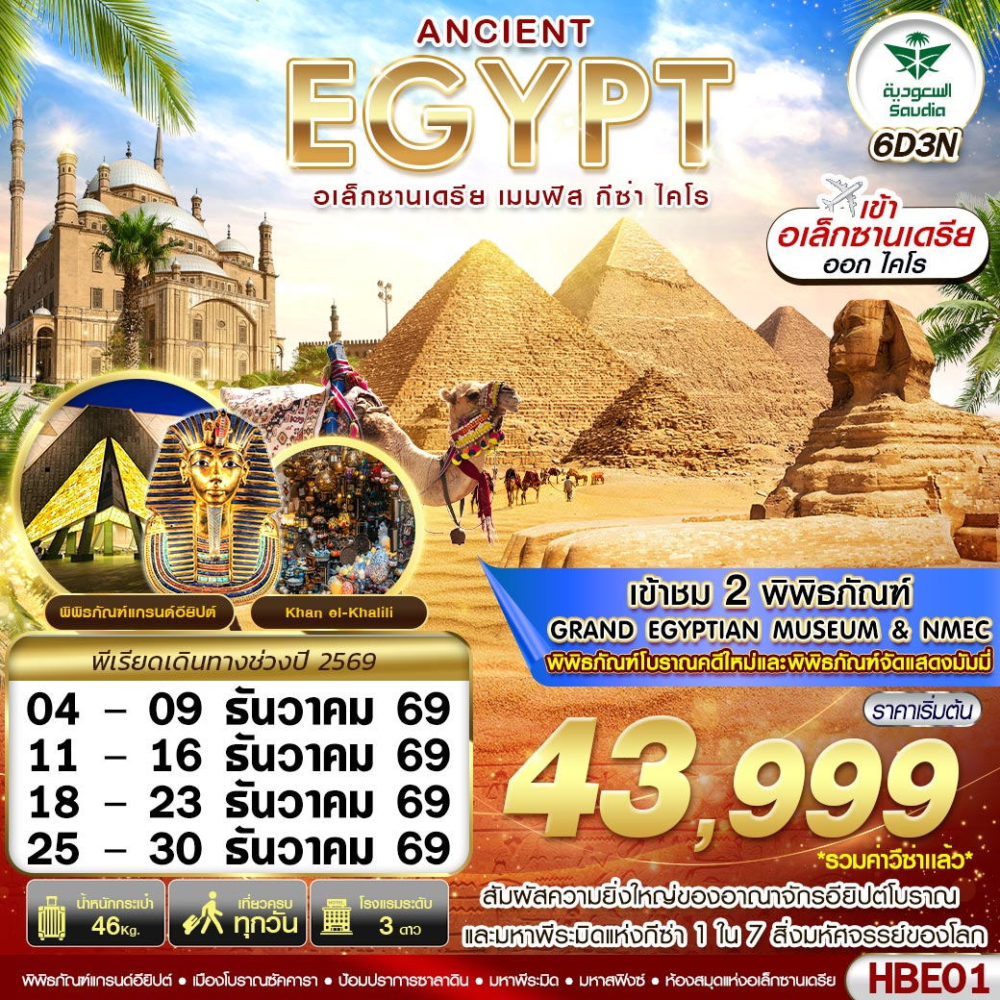 ANCIENT
EGYPT
อเล็กซานเดรีย เมมฟิส กีซ่า ไคโร
السعودية
Saudia
6D3N
เข้า
อเล็กซานเดรีย
ออก ไคโร
พิพิธภัณฑ์แกรนด์อียิปต์
Khan el-Khalili
เข้าชม 2 พิพิธภัณฑ์
GRAND EGYPTIAN MUSEUM & NMEC
พิพิธภัณฑ์โบราณคดีใหม่และพิพิธภัณฑ์จัดแสดงมัมมี่
พีเรียดเดินทางช่วงปี 2569
04 – 09 ธันวาคม 69
11 – 16 ธันวาคม 69
18 – 23 ธันวาคม 69
25 – 30 ธันวาคม 69
ราคาเริ่มต้น
43,999
*รวมค่าวีซ่าแล้ว*
น้ำหนักกระเป๋า
46Kg.
เที่ยวครบ
ทุกวัน
HOTEL
โรงแรมระดับ
3 ดาว
สัมผัสความยิ่งใหญ่ของอาณาจักรอียิปต์โบราณ
และมหาพีระมิดแห่งกีซ่า 1 ใน 7 สิ่งมหัศจรรย์ของโลก
พิพิธภัณฑ์แกรนด์อียิปต์ ● เมืองโบราณซัคคารา ● ป้อมปราการซาลาดิน ● มหาพีระมิด ● มหาสฟิงซ์ ● ห้องสมุดแห่งอเล็กซานเดรีย
HBE01